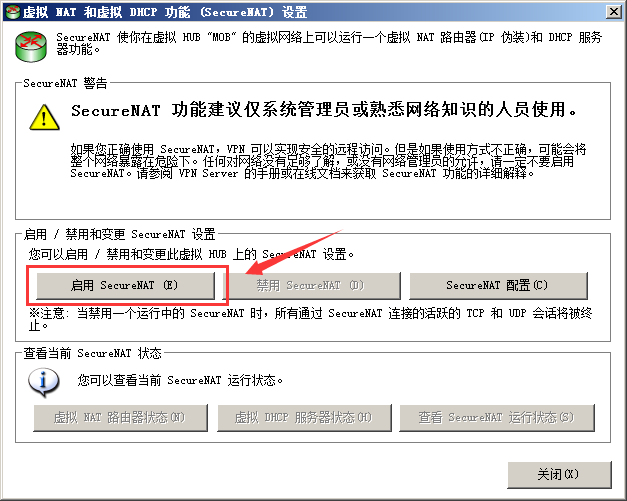 虚拟 NAT 和虚拟 DHCP 功能 (SecureNAT) 设置
SecureNAT 使你在虚拟 HUB "MOB" 的虚拟网络上可以运行一个虚拟 NAT 路由器(IP 伪装)和 DHCP 服务
器功能。
SecureNAT 警告
SecureNAT 功能建议仅系统管理员或熟悉网络知识的人员使用。
如果您正确使用 SecureNAT，VPN 可以实现安全的远程访问。但是如果使用方式不正确，可能会将
整个网络暴露在危险下。任何对网络没有足够了解，或没有网络管理员的允许，请一定不要启用
SecureNAT。请参阅 VPN Server 的手册或在线文档来获取 SecureNAT 功能的详细解释。
启用 / 禁用和变更 SecureNAT 设置
您可以启用 / 禁用和变更此虚拟 HUB 上的 SecureNAT 设置。
启用 SecureNAT (E)
禁用 SecureNAT (D)
SecureNAT 配置(C)
※注意: 当禁用一个运行中的 SecureNAT 时，所有通过 SecureNAT 连接的活跃的 TCP 和 UDP 会话将被终
止。
查看当前 SecureNAT 状态
您可以查看当前 SecureNAT 运行状态。
虚拟 NAT 路由器状态(N)
虚拟 DHCP 服务器状态(H)
查看 SecureNAT 运行状态(S)
关闭(X)